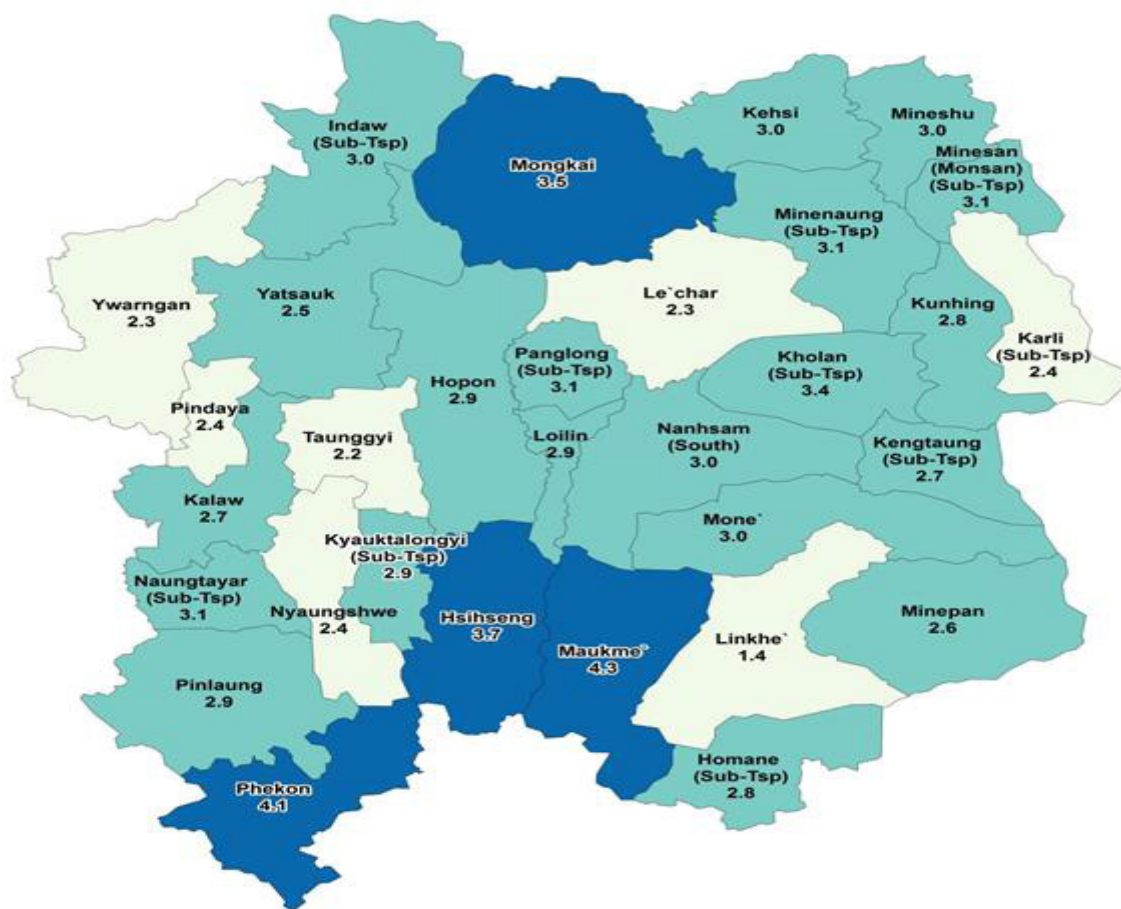 Indaw
(Sub-Tsp)
3.0
Mongkai
3.5
Kehsi
3.0
Mineshu
3.0
Minesan
(Monsan)
(Sub-Tsp)
3.1
Minenaung
(Sub-Tsp)
3.1
Ywarngan
2.3
Yatsauk
2.5
Le`char
2.3
Kunhing
2.8
Karli
(Sub-Tsp)
2.4
Panglong
(Sub-Tsp)
3.1
Kholan
(Sub-Tsp)
3.4
Hopon
2.9
Pindaya
2.4
Taunggyi
2.2
Loilin
2.9
Nanhsam
(South)
3.0
Kengtaung
(Sub-Tsp)
2.7
Kalaw
2.7
Mone`
3.0
Kyauktalongyi
(Sub-Tsp)
2.9
Naungtayar
(Sub-Tsp)
3.1
Nyaungshwe
2.4
Hsihseng
3.7
Maukme`
4.3
Linkhe`
1.4
Minepan
2.6
Pinlaung
2.9
Phekon
4.1
Homane
(Sub-Tsp)
2.8